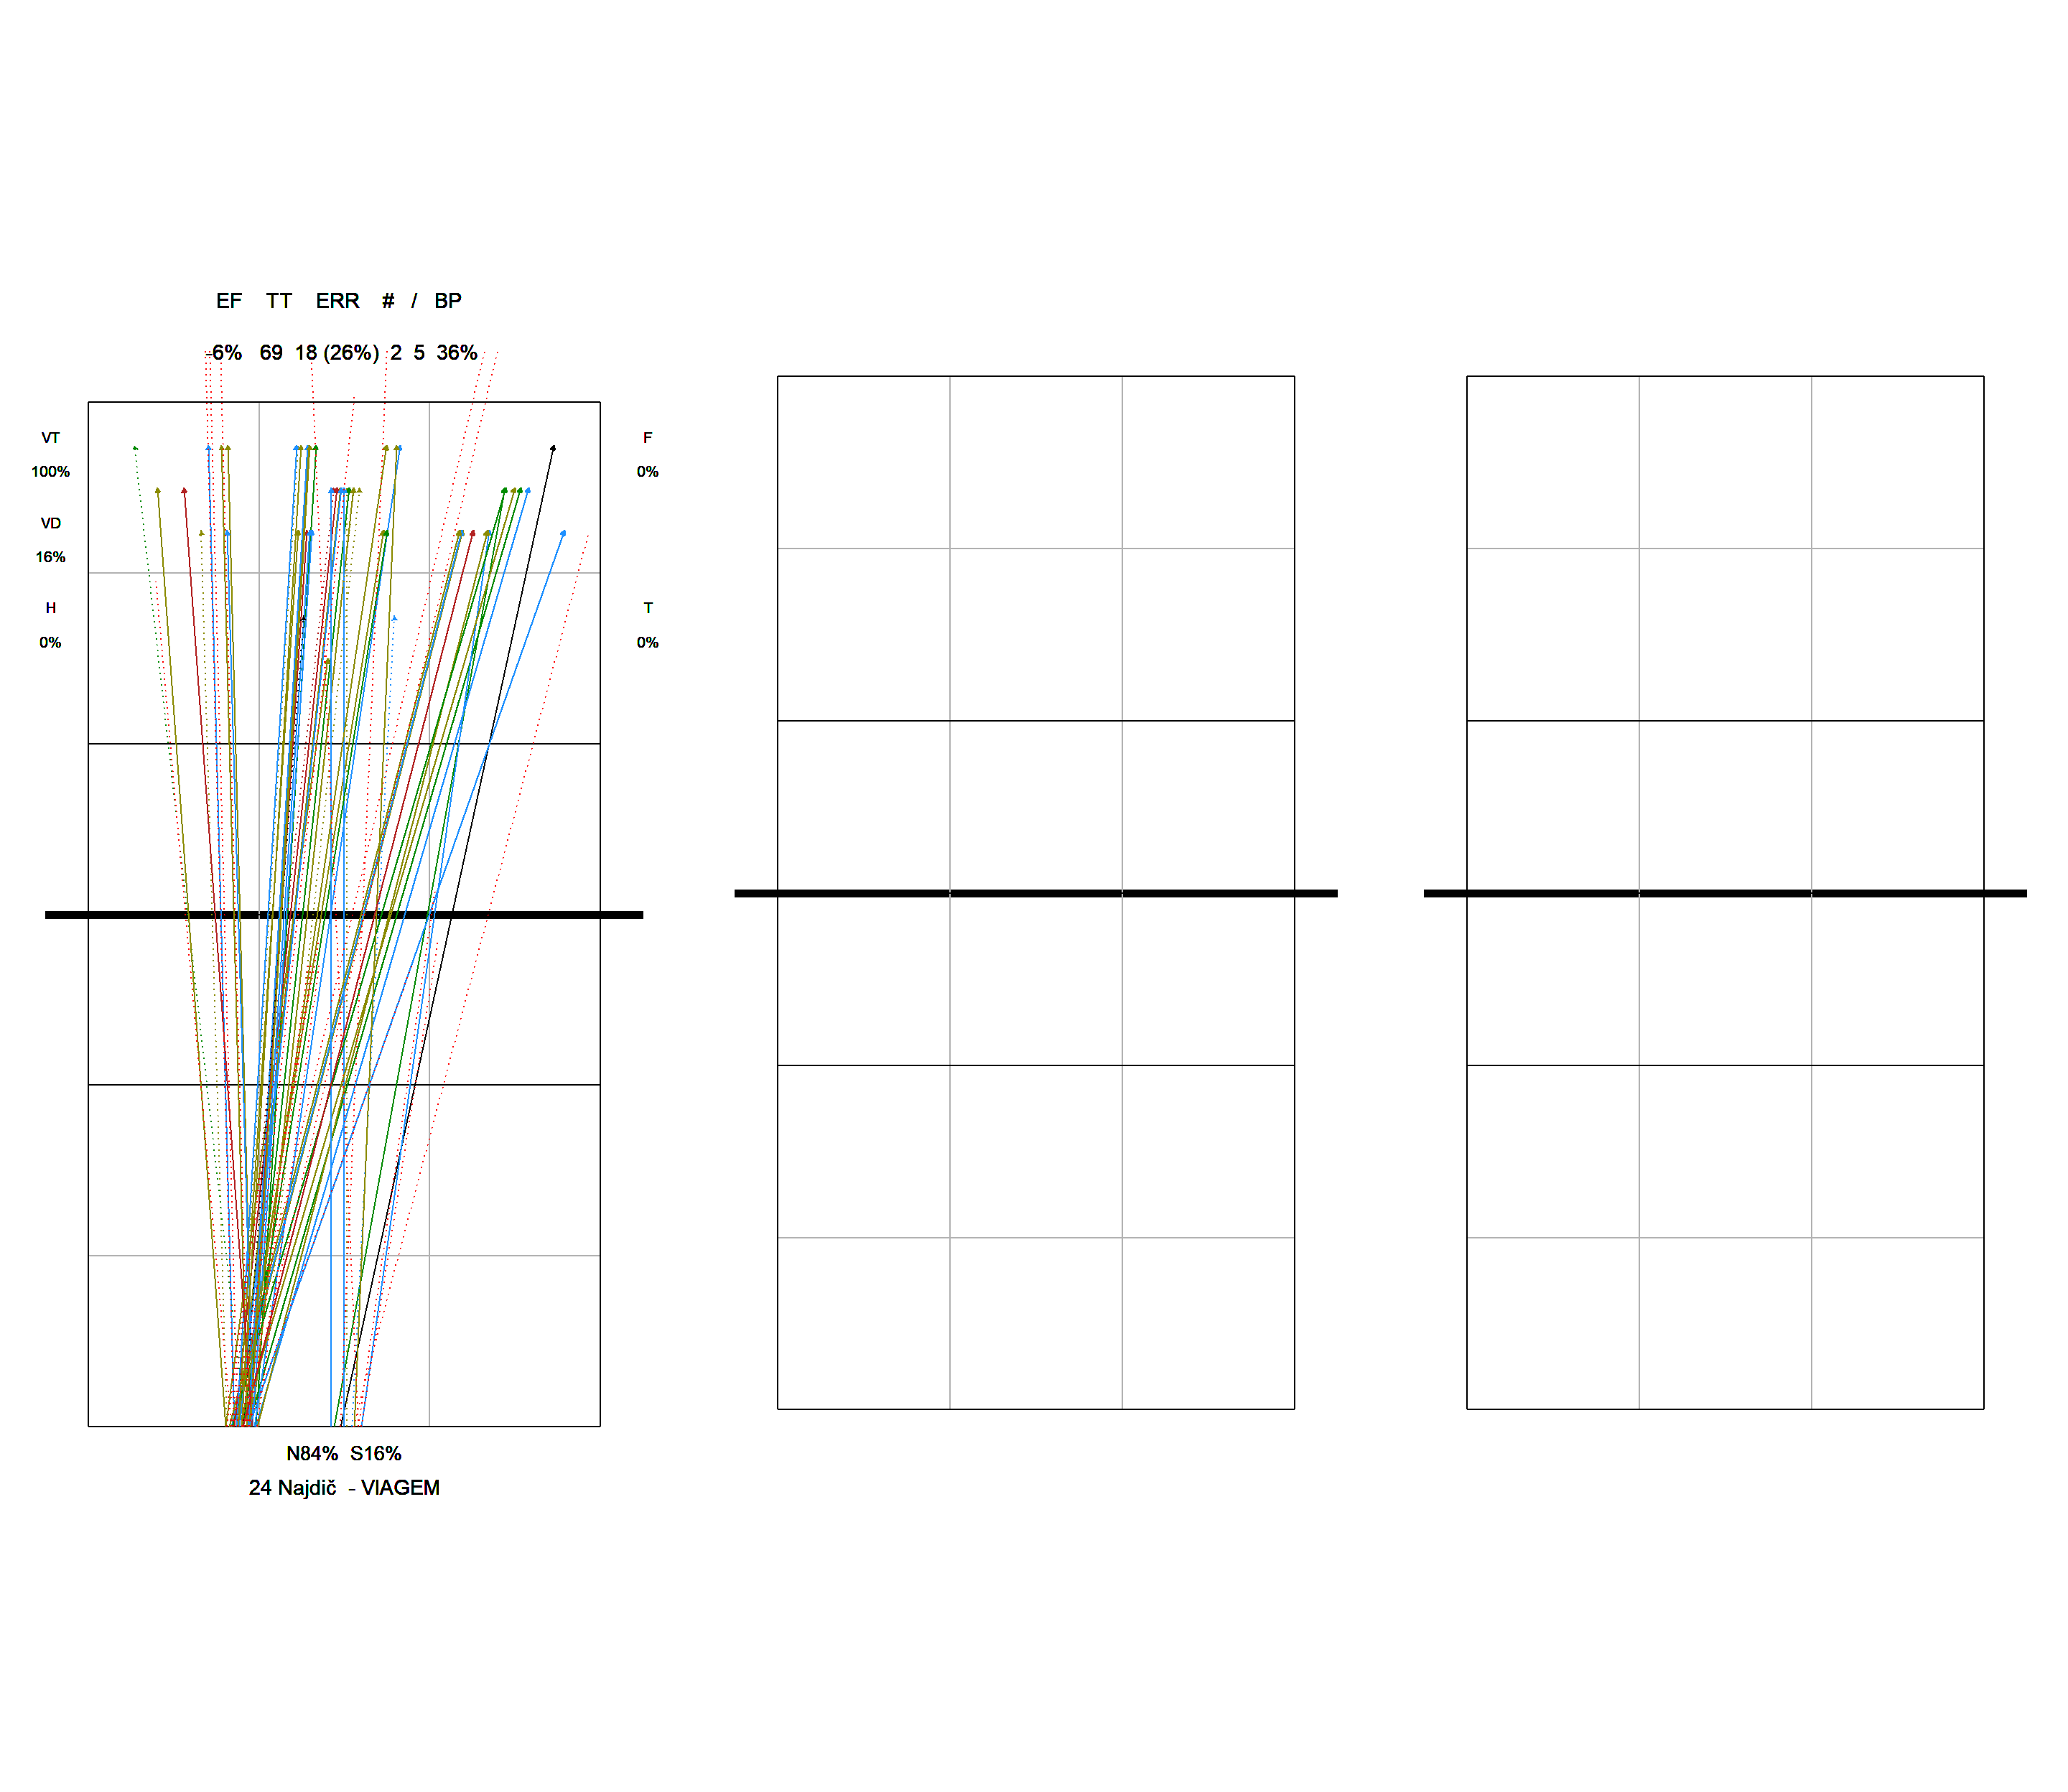 EF TT ERR # / BP
-6% 69 18 (26%) 2 5 36%
VT
100%
F
0%
VD
16%
H
0%
T
0%
N84% S16%
24 Najdič - VIAGEM